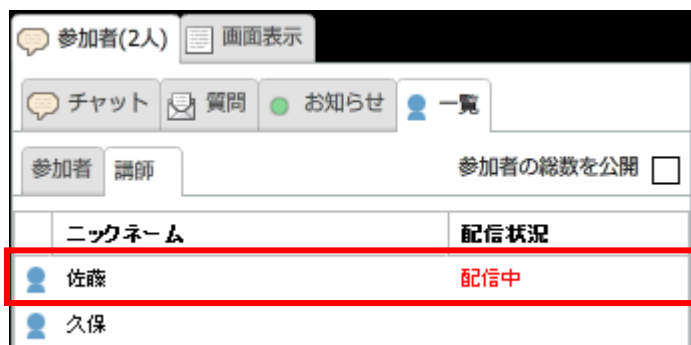 参加者(2人) 画面表示
チャット 質問 お知らせ 一覧
参加者 講師 参加者の総数を公開
ニックネーム 配信状況
佐藤 配信中
久保